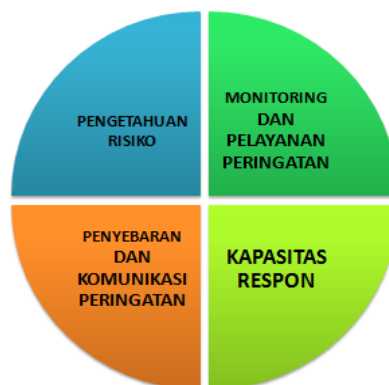 PENGETAHUAN
RISIKO
MONITORING
DAN
PELAYANAN
PERINGATAN
PENYEBARAN
DAN
KOMUNIKASI
PERINGATAN
KAPASITAS
RESPON